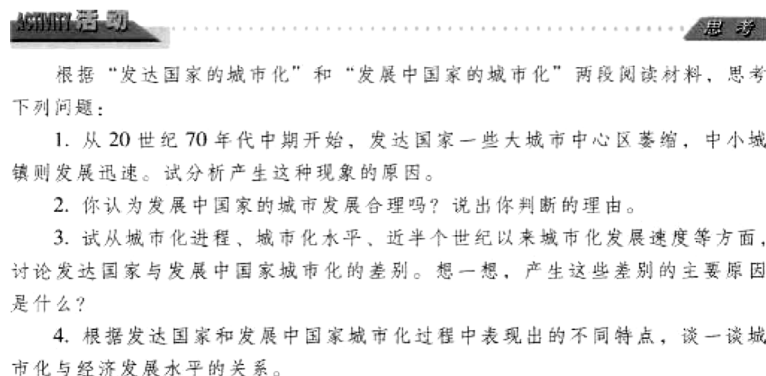 ACTIVITY 活动
思考
根据“发达国家的城市化”和“发展中国家的城市化”两段阅读材料，思考
下列问题：
1. 从 20 世纪 70 年代中期开始，发达国家一些大城市中心区萎缩，中小城
镇则发展迅速。试分析产生这种现象的原因。
2. 你认为发展中国家的城市发展合理吗？说出你判断的理由。
3. 试从城市化进程、城市化水平、近半个世纪以来城市化发展速度等方面，
讨论发达国家与发展中国家城市化的差别。想一想，产生这些差别的主要原因
是什么？
4. 根据发达国家和发展中国家城市化过程中表现出的不同特点，谈一谈城
市化与经济发展水平的关系。